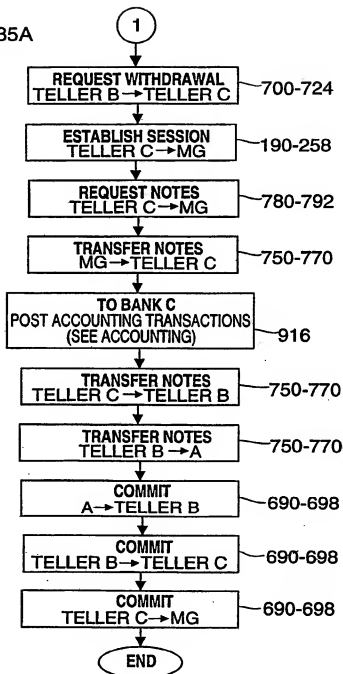 35A
1
REQUEST WITHDRAWAL
TELLER B→TELLER C
700-724
ESTABLISH SESSION
TELLER C→MG
190-258
REQUEST NOTES
TELLER C→MG
780-792
TRANSFER NOTES
MG→TELLER C
750-770
TO BANK C
POST ACCOUNTING TRANSACTIONS
(SEE ACCOUNTING)
916
TRANSFER NOTES
TELLER C→TELLER B
750-770
TRANSFER NOTES
TELLER B→A
750-770
COMMIT
A→TELLER B
690-698
COMMIT
TELLER B→TELLER C
690-698
COMMIT
TELLER C→MG
690-698
END